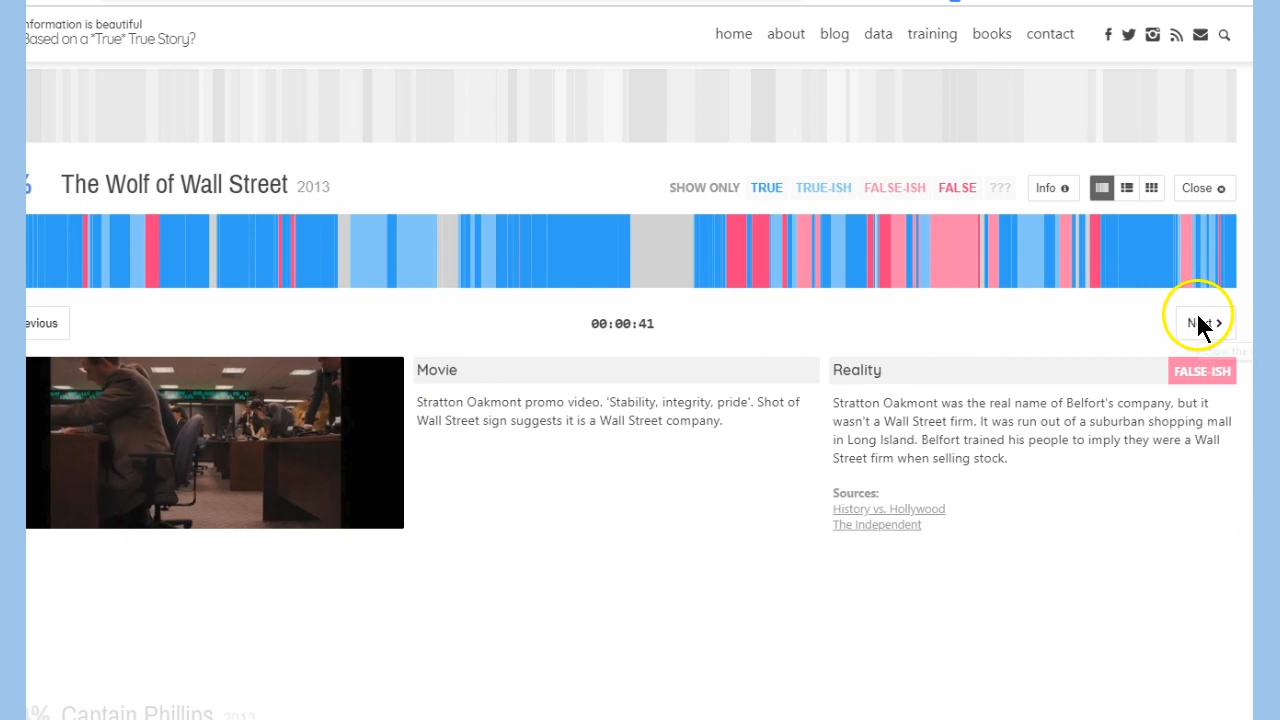 nformation is beautiful
Based on a "True" True Story?
home about blog data training books contact
% The Wolf of Wall Street 2013
SHOW ONLY TRUE TRUE-ISH FALSE-ISH FALSE ??? Info Close
evious
00:00:41
Movie
Stratton Oakmont promo video. 'Stability, integrity, pride'. Shot of
Wall Street sign suggests it is a Wall Street company.
Reality FALSE-ISH
Stratton Oakmont was the real name of Belfort's company, but it
wasn't a Wall Street firm. It was run out of a suburban shopping mall
in Long Island. Belfort trained his people to imply they were a Wall
Street firm when selling stock.
Sources:
History vs. Hollywood
The Independent
% Captain Phillips 2013